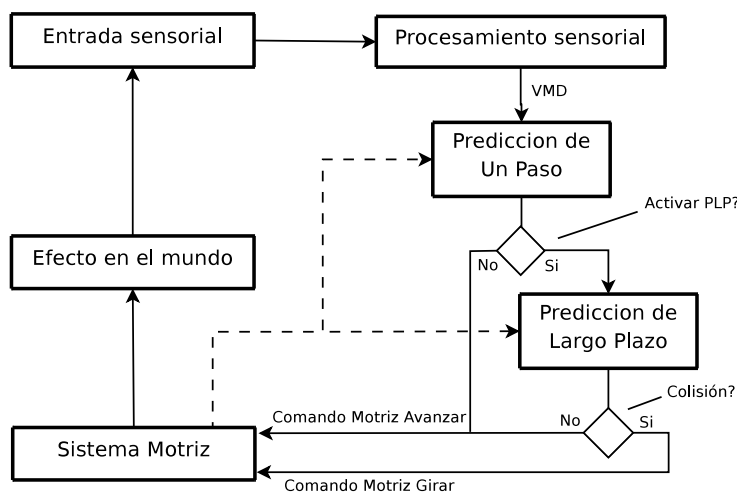 Entrada sensorial
Procesamiento sensorial
VMD
Prediccion de
Un Paso
Activar PLP?
No
Si
Efecto en el mundo
Prediccion de
Largo Plazo
Colisión?
Comando Motriz Avanzar
No
Si
Sistema Motriz
Comando Motriz Girar